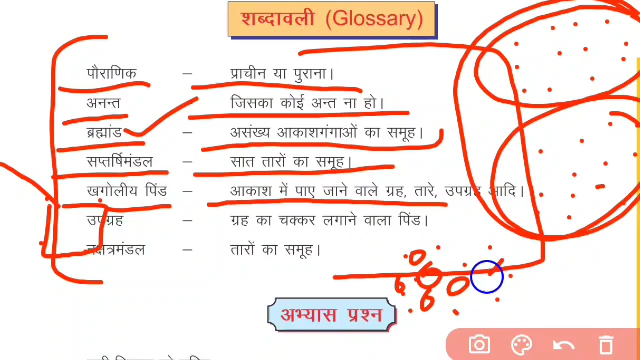 शब्दावली (Glossary)
पौराणिक – प्राचीन या पुराना।
अनन्त – जिसका कोई अन्त ना हो।
ब्रह्मांड – असंख्य आकाशगंगाओं का समूह।
सप्तर्षिमंडल – सात तारों का समूह।
खगोलीय पिंड – आकाश में पाए जाने वाले ग्रह, तारे, उपग्रह आदि।
उपग्रह – ग्रह का चक्कर लगाने वाला पिंड।
नक्षत्रमंडल – तारों का समूह।
अभ्यास प्रश्न